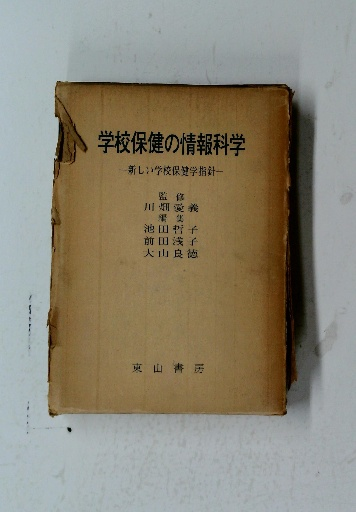 学校保健の情報科学
—新しい学校保健学指針—
監修
川畑愛義
編集
池田哲子
前田浅子
大山良徳
東山書房